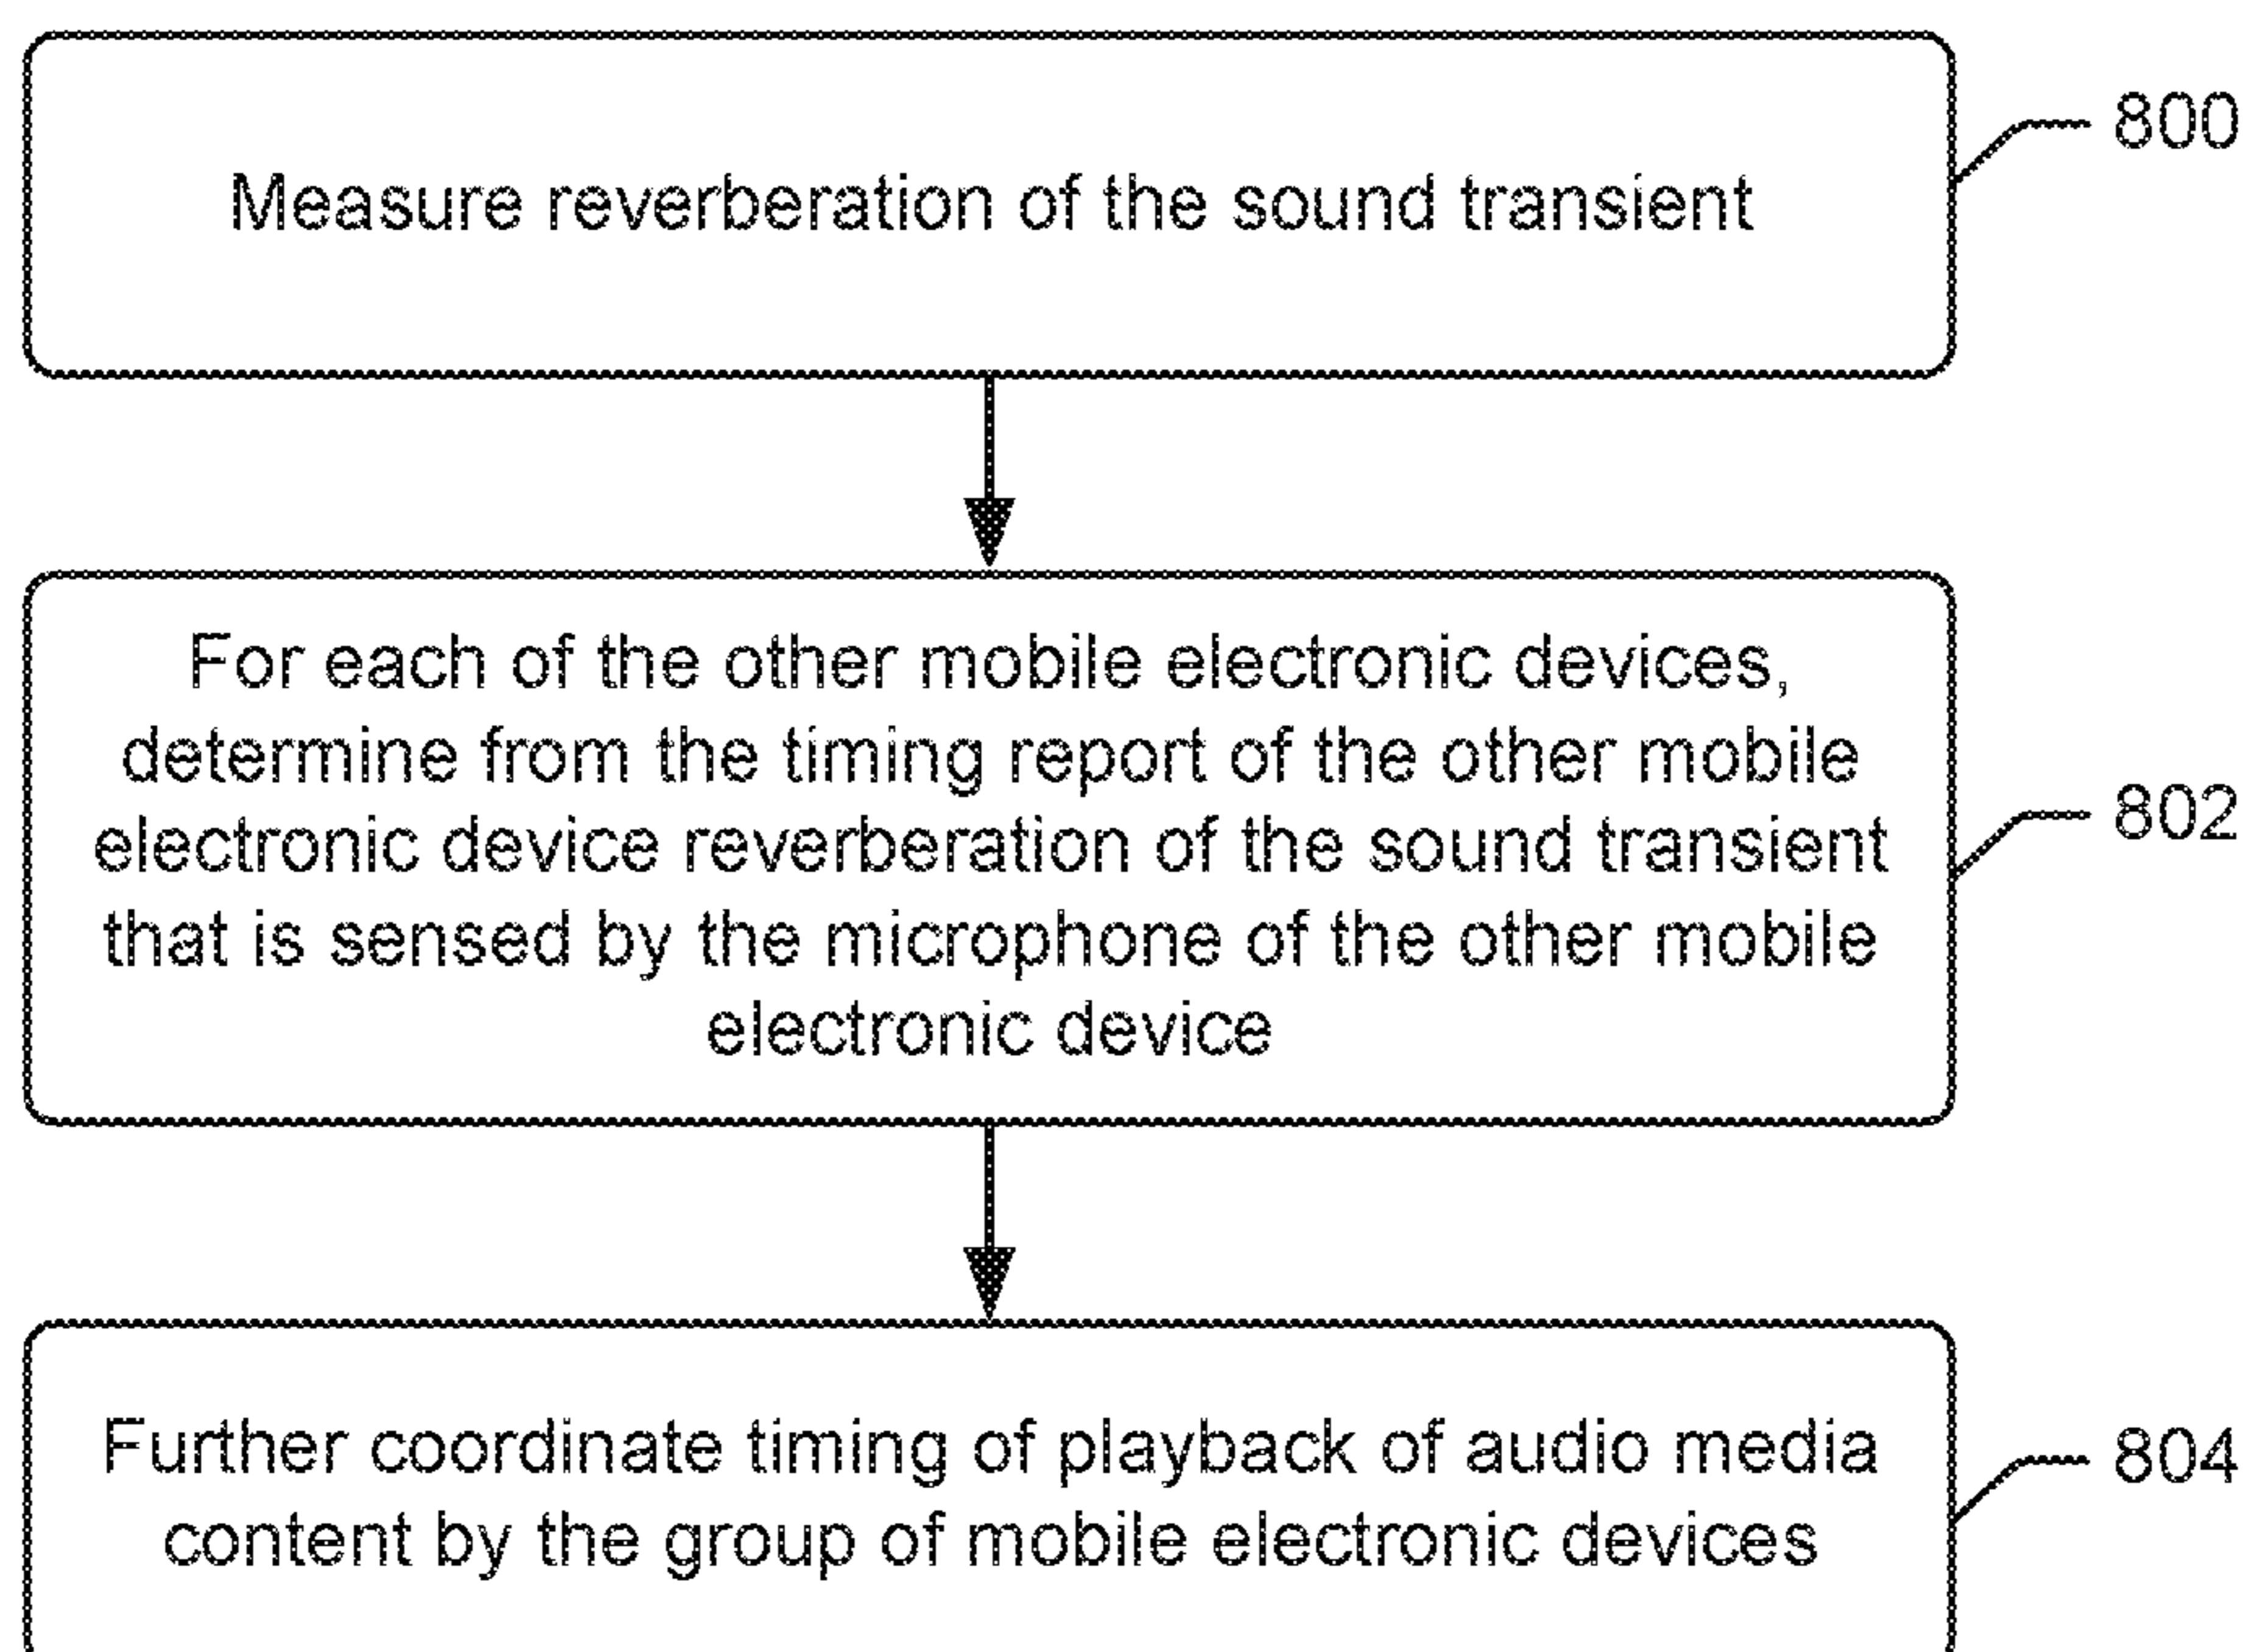 Measure reverberation of the sound transient
800
For each of the other mobile electronic devices,
determine from the timing report of the other mobile
electronic device reverberation of the sound transient
that is sensed by the microphone of the other mobile
electronic device
802
Further coordinate timing of playback of audio media
content by the group of mobile electronic devices
804